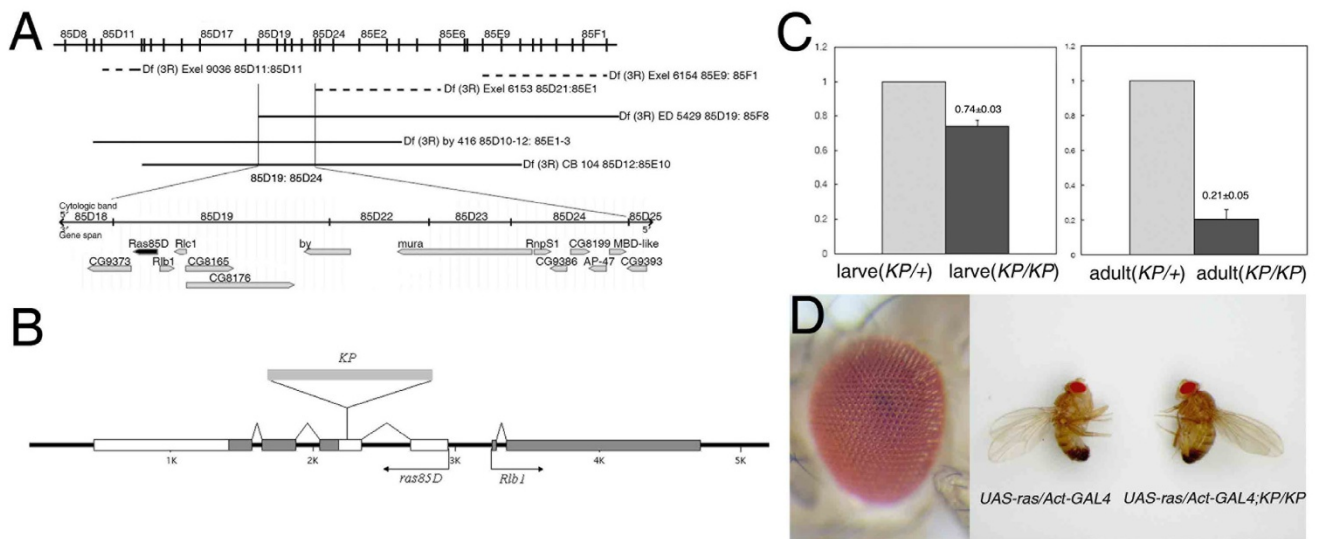 A
85D8 85D11 85D17 85D19 85D24 85E2 85E6 85E9 85F1
Df (3R) Exel 9036 85D11:85D11
Df (3R) Exel 6154 85E9: 85F1
Df (3R) Exel 6153 85D21:85E1
Df (3R) ED 5429 85D19: 85F8
Df (3R) by 416 85D10-12: 85E1-3
Df (3R) CB 104 85D12:85E10
85D19: 85D24
Cytologic band
5' 85D18 85D19 85D22 85D23 85D24 85D25
3' 5'
Gene span
Ras85D Rlc1 by mura RnpS1 CG8199 MBD-like
CG9373 Rlb1 CG8165 CG9386 AP-47 CG9393
CG8176
B
KP
1K 2K 3K 4K 5K
ras85D Rlb1
C
1.2
1
0.8
0.6
0.4
0.2
0
0.74±0.03
larve(KP/+) larve(KP/KP)
1.2
1
0.8
0.6
0.4
0.2
0
0.21±0.05
adult(KP/+) adult(KP/KP)
D
UAS-ras/Act-GAL4 UAS-ras/Act-GAL4;KP/KP